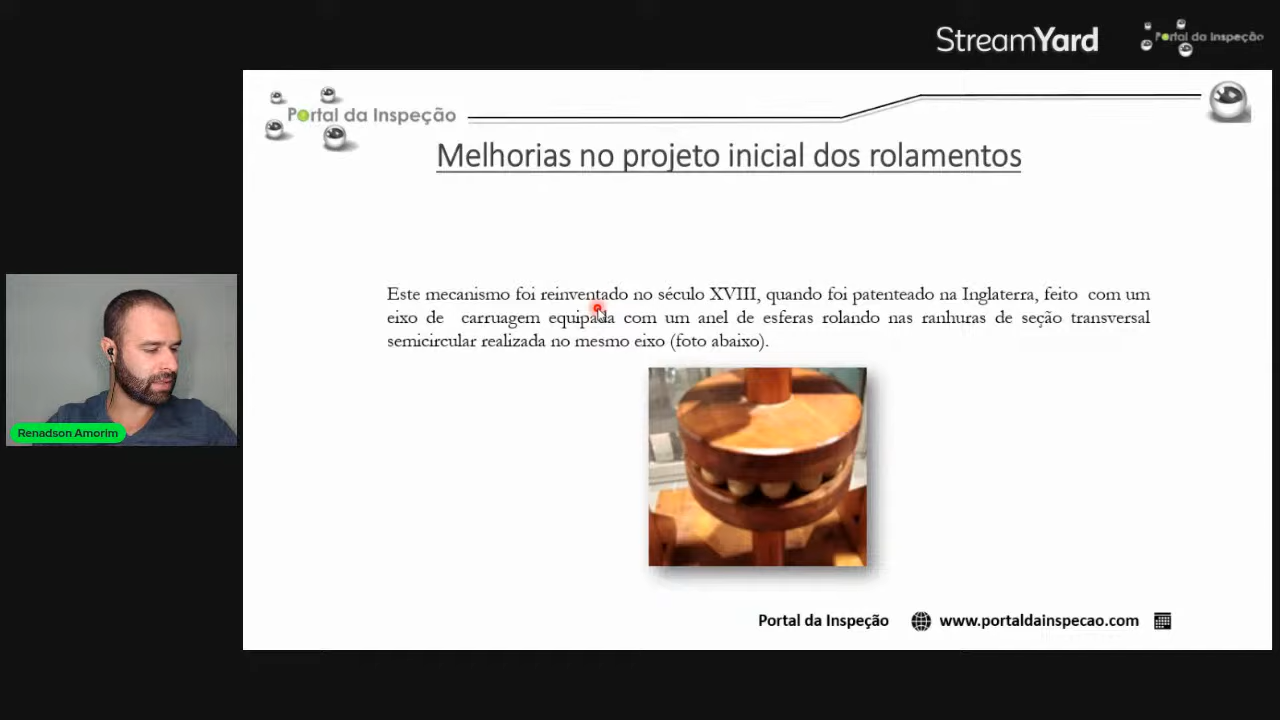 StreamYard
Portal da Inspeção
Portal da Inspeção
Melhorias no projeto inicial dos rolamentos
Este mecanismo foi reinventado no século XVIII, quando foi patenteado na Inglaterra, feito com um
eixo de carruagem equipada com um anel de esferas rolando nas ranhuras de seção transversal
semicircular realizada no mesmo eixo (foto abaixo).
Renadson Amorim
Portal da Inspeção
www.portaldainspecao.com